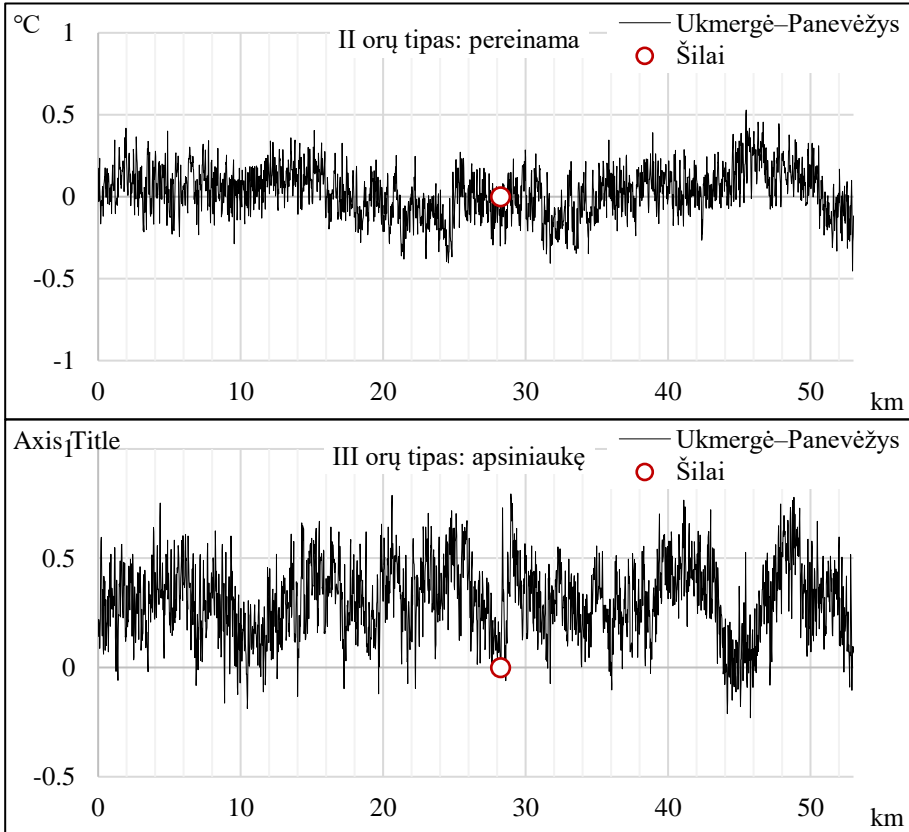 °C
1
II orų tipas: pereinama
Ukmergė–Panevėžys
Šilai
0.5
0
-0.5
-1
0 10 20 30 40 50
km
Axis Title
1
III orų tipas: apsiniaukę
Ukmergė–Panevėžys
Šilai
0.5
0
-0.5
0 10 20 30 40 50
km